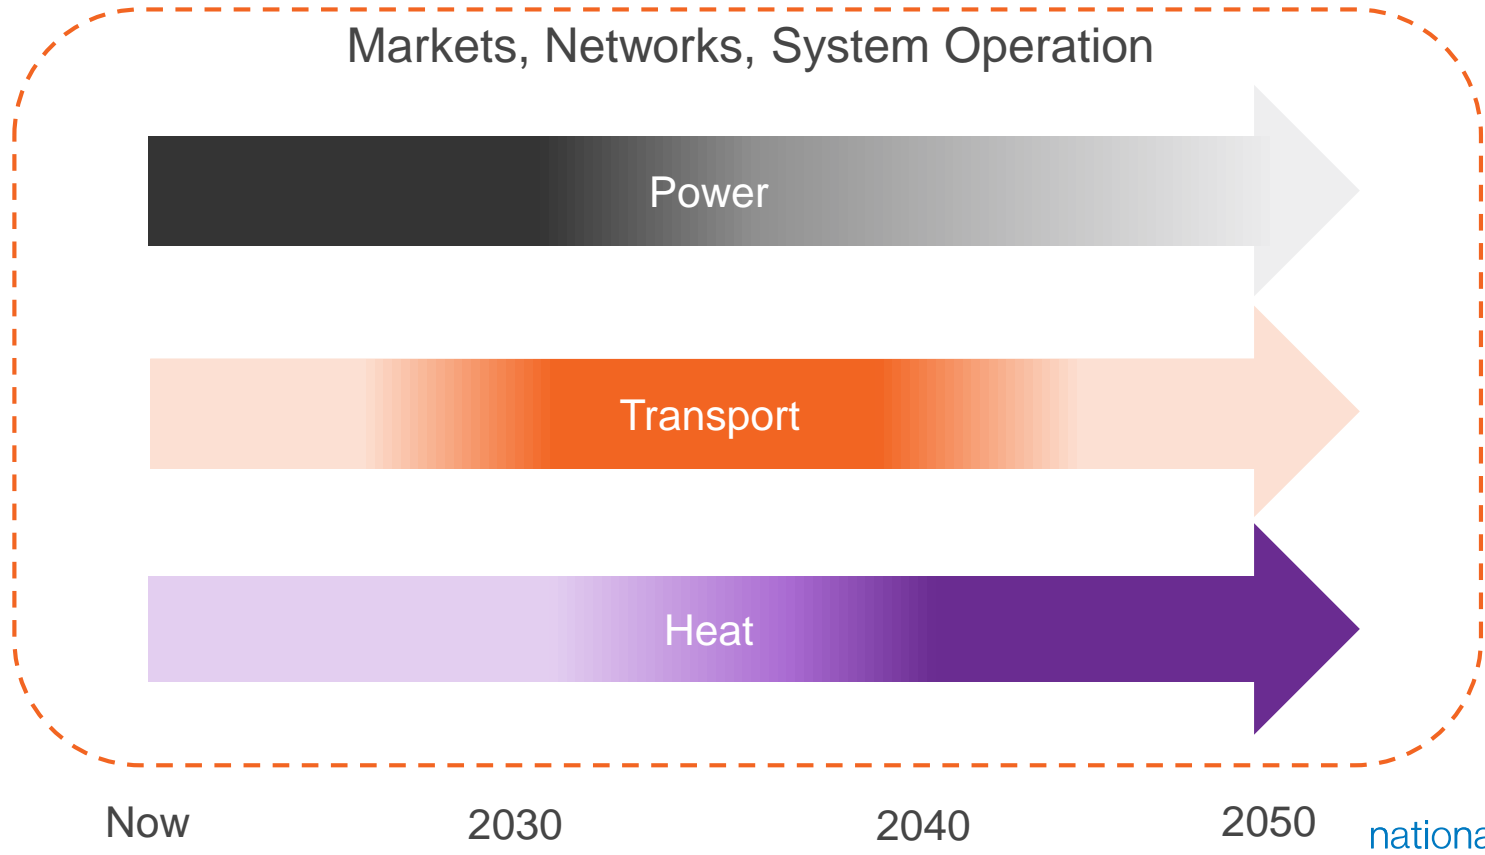 Markets, Networks, System Operation
Power
Transport
Heat
Now 2030 2040 2050
nationa